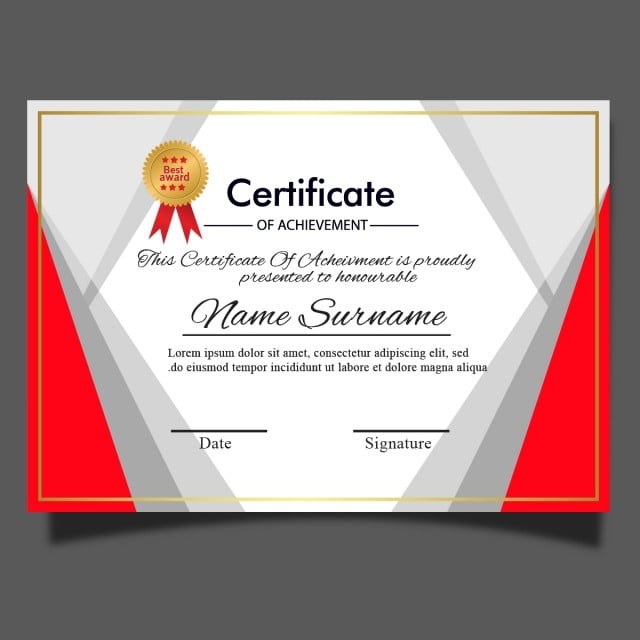 Best
award
Certificate
OF ACHIEVEMENT
This Certificate Of Acheivment is proudly
presented to honourable
Name Surname
Lorem ipsum dolor sit amet, consectetur adipiscing elit, sed
.do eiusmod tempor incididunt ut labore et dolore magna aliqua
Date
Signature